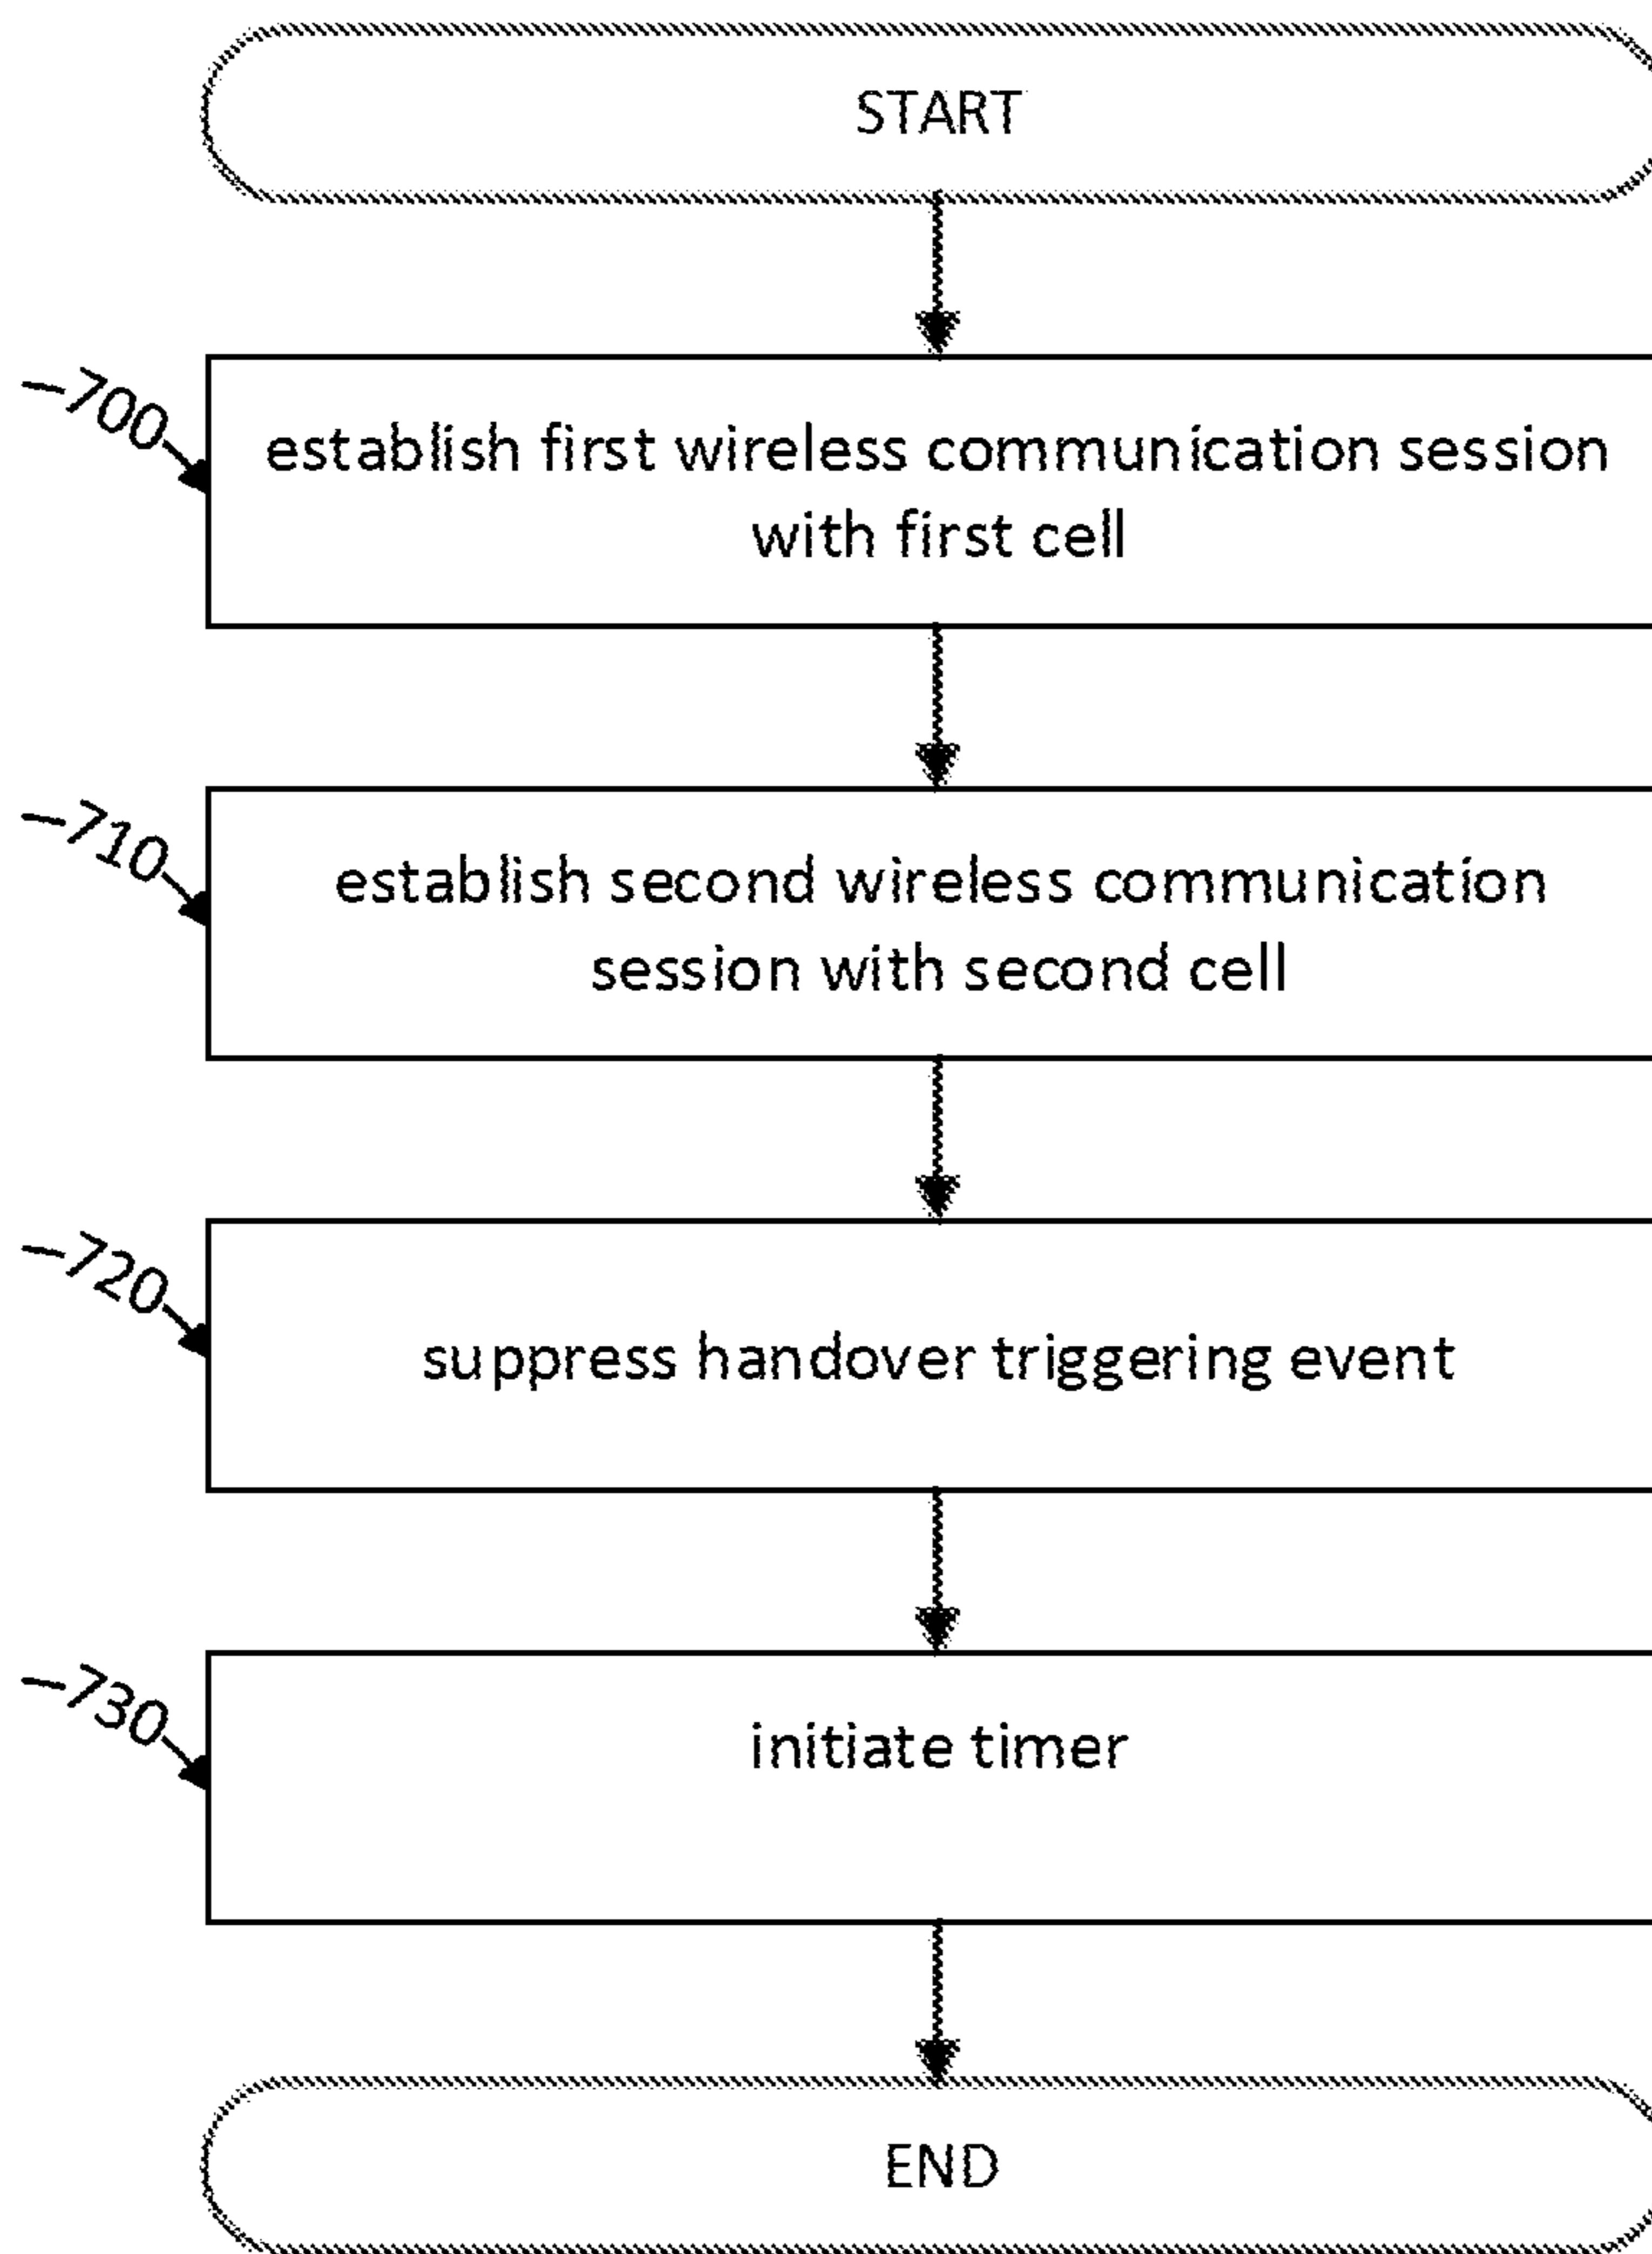 START
700
establish first wireless communication session
with first cell
710
establish second wireless communication
session with second cell
720
suppress handover triggering event
730
initiate timer
END